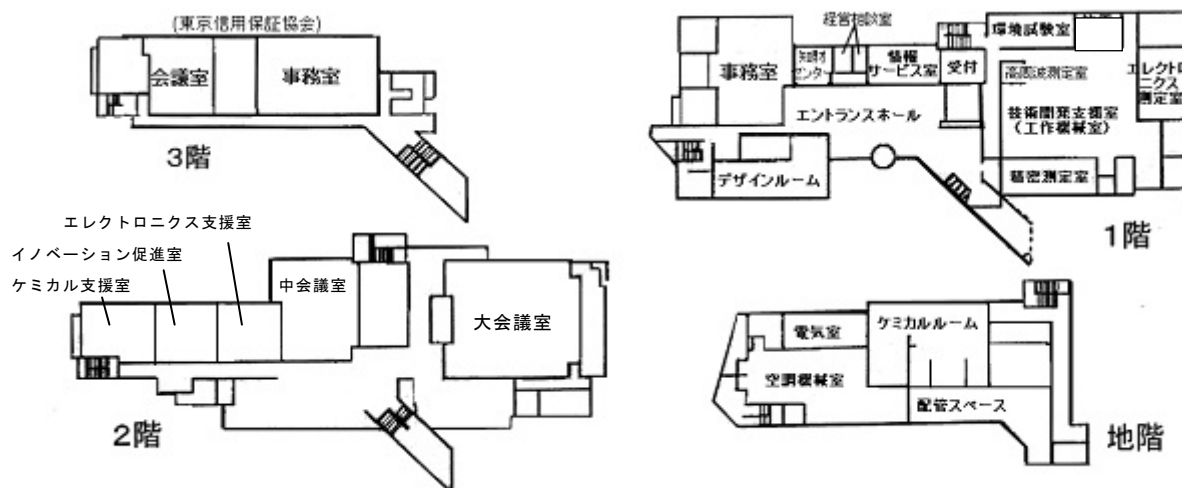 (東京信用保証協会)
会議室
事務室
3階
エレクトロニクス支援室
イノベーション促進室
ケミカル支援室
中会議室
大会議室
2階
経営相談室
事務室
知財
センター
情報
サービス室
受付
環境試験室
高周波測定室
エレクトロ
ニクス
測定室
エントランスホール
技術開発支援室
(工作機械室)
デザインルーム
精密測定室
1階
電気室
ケミカルルーム
空調機械室
配管スペース
地階